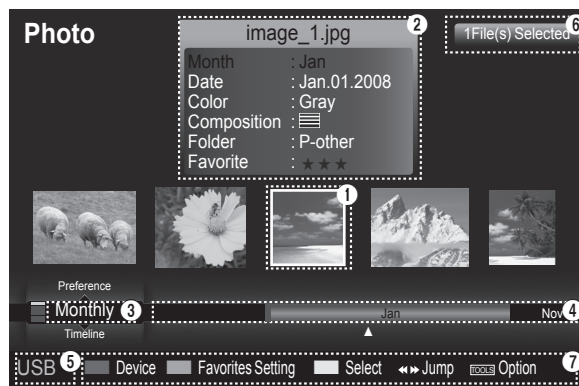 Photo
image_1.jpg
2
1File(s) Selected
6
Month : Jan
Date : Jan.01.2008
Color : Gray
Composition :
Folder : P-other
Favorite : ★★★
1
Preference
Monthly 3
Jan
Nov 4
Timeline
USB 5 Device Favorites Setting Select ◄◄ ►► Jump TOOLS Option 7